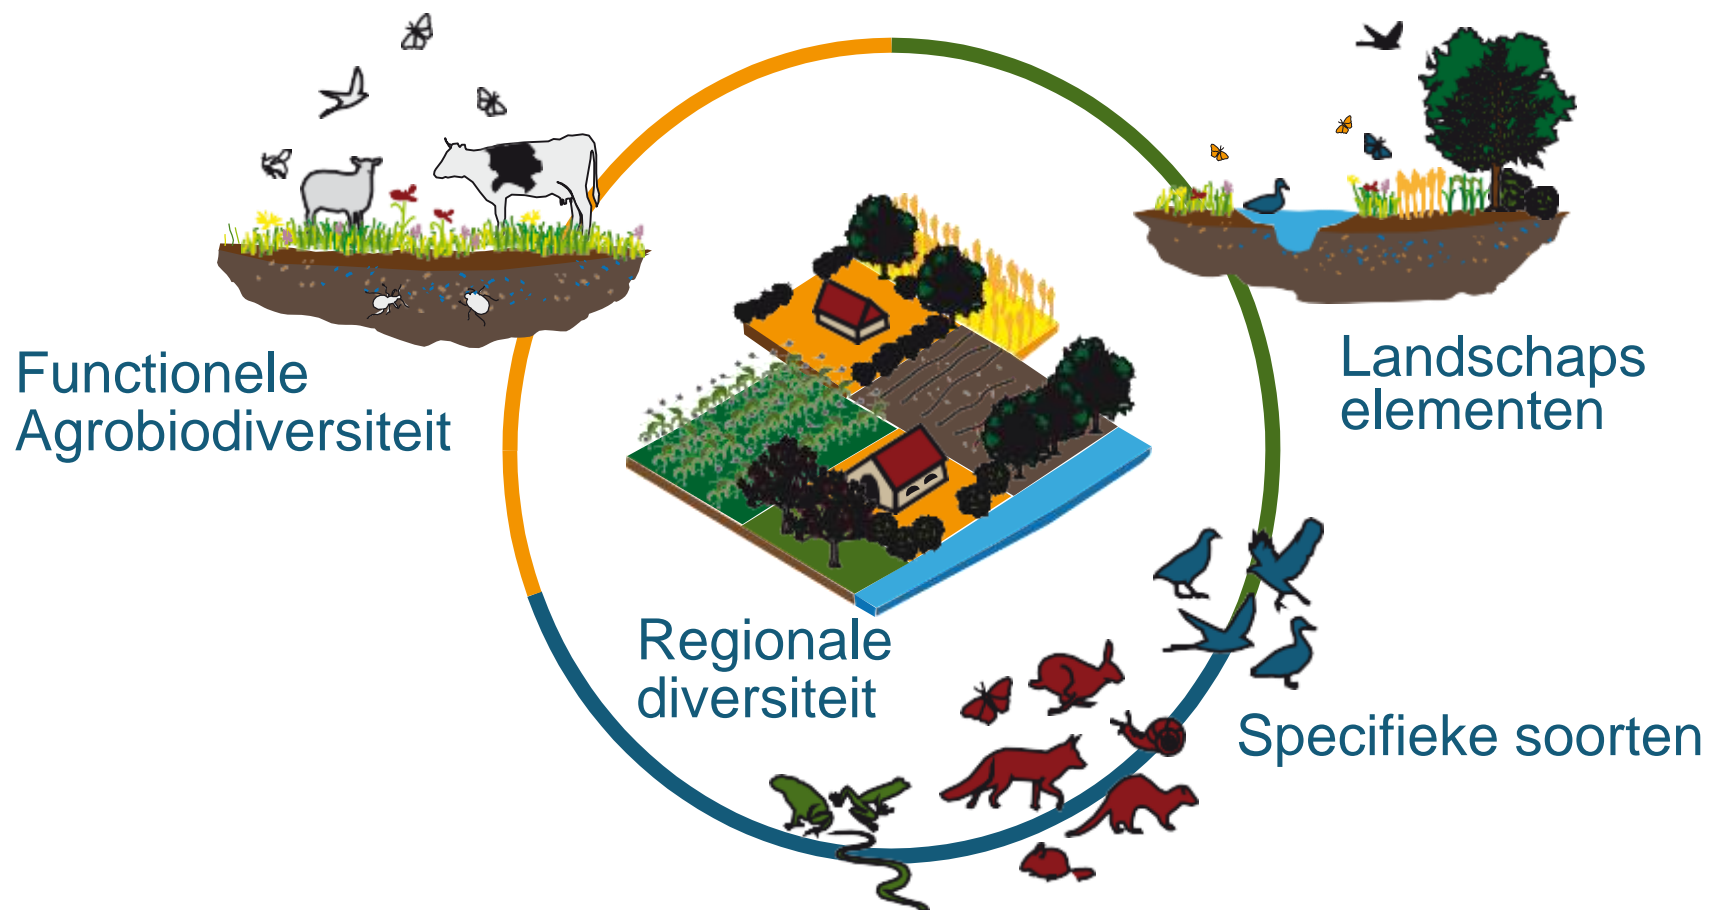 Functionele
Agrobiodiversiteit
Landschaps
elementen
Regionale
diversiteit
Specifieke soorten